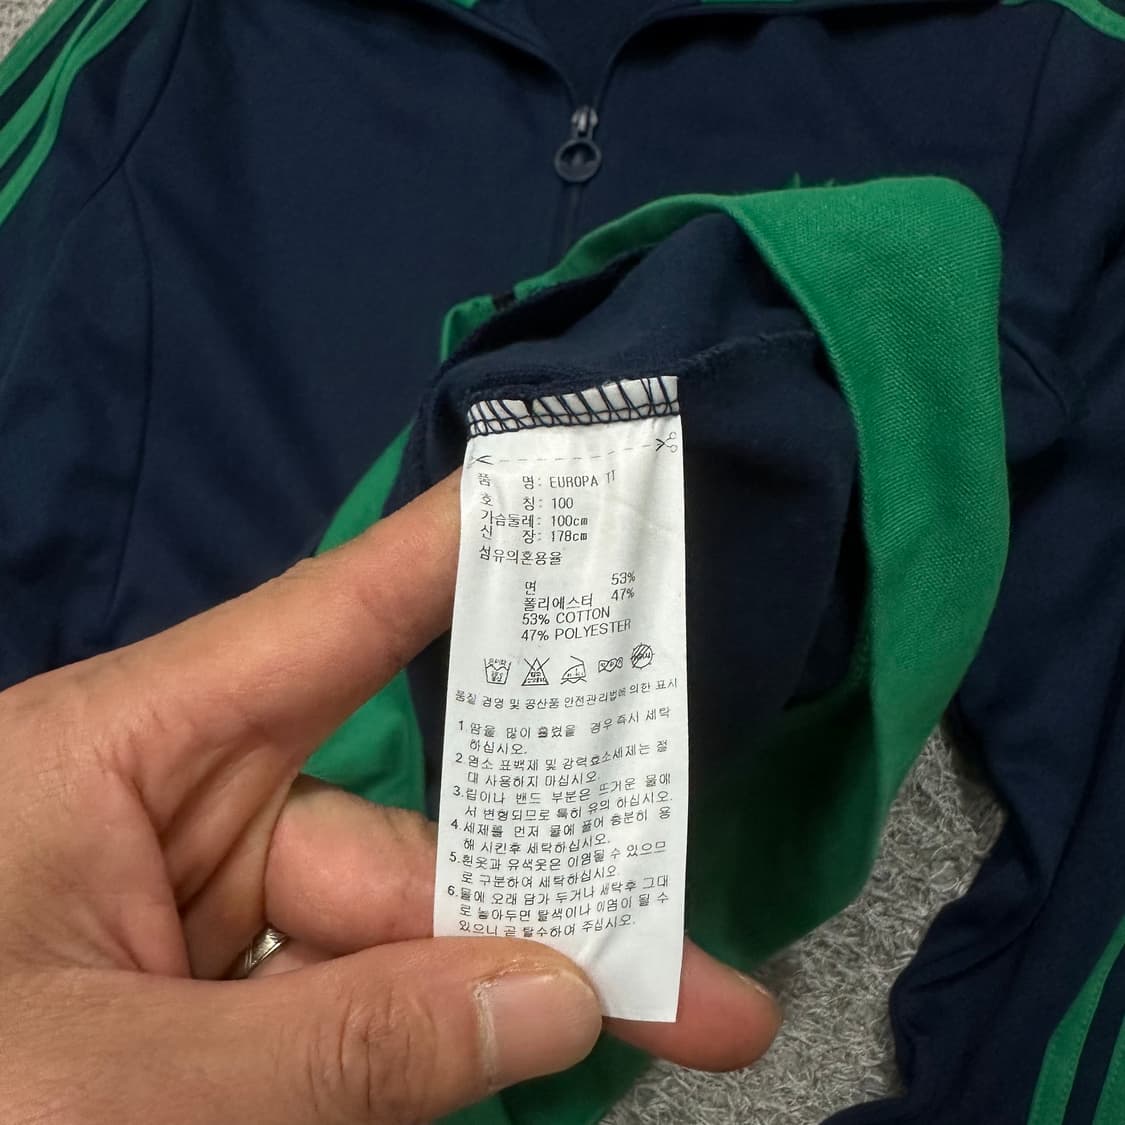 품 명: EUROPA TT
호 칭: 100
가슴둘레: 100cm
신 장: 178cm
섬유의혼용율
면 53%
폴리에스터 47%
53% COTTON
47% POLYESTER
품질 경영 및 공산품 안전관리법에 의한 표시
1.땀을 많이 흘렸을 경우 즉시 세탁
하십시오.
2.염소 표백제 및 강력효소세제는 절
대 사용하지 마십시오.
3.립이나 밴드 부분은 뜨거운 물에
서 변형되므로 특히 유의 하십시오.
4.세제를 먼저 물에 풀어 충분히 용
해 시킨후 세탁하십시오.
5.흰옷과 유색옷은 이염될 수 있으므
로 구분하여 세탁하십시오.
6.물에 오래 담가 두거나 세탁후 그대
로 놓아두면 탈색이나 이염이 될 수
있으니 곧 탈수하여 주십시오.